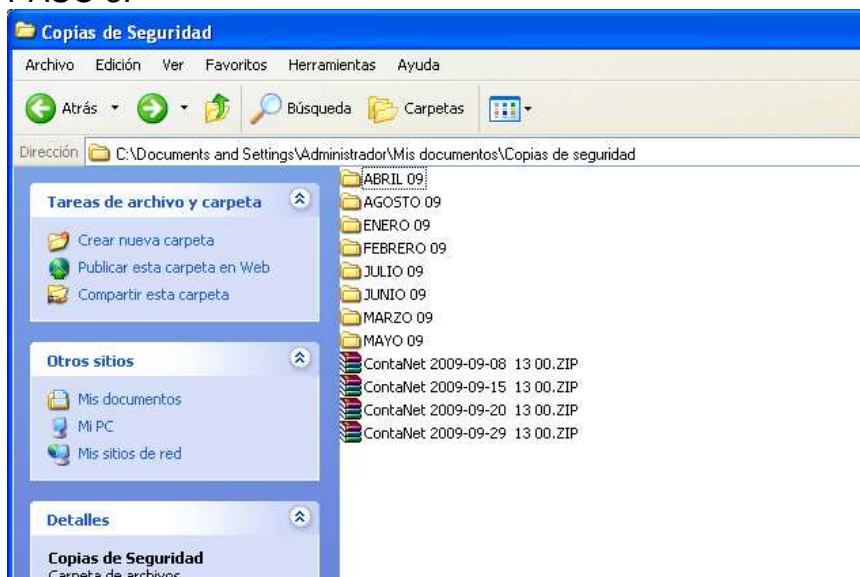 Copias de Seguridad
Archivo Edición Ver Favoritos Herramientas Ayuda
Atrás Búsqueda Carpetas
Dirección C:\Documents and Settings\Administrador\Mis documentos\Copias de seguridad
Tareas de archivo y carpeta
Crear nueva carpeta
Publicar esta carpeta en Web
Compartir esta carpeta
Otros sitios
Mis documentos
Mi PC
Mis sitios de red
Detalles
Copias de Seguridad
Carpeta de archivos
ABRIL 09
AGOSTO 09
ENERO 09
FEBRERO 09
JULIO 09
JUNIO 09
MARZO 09
MAYO 09
ContaNet 2009-09-08 13 00.ZIP
ContaNet 2009-09-15 13 00.ZIP
ContaNet 2009-09-20 13 00.ZIP
ContaNet 2009-09-29 13 00.ZIP